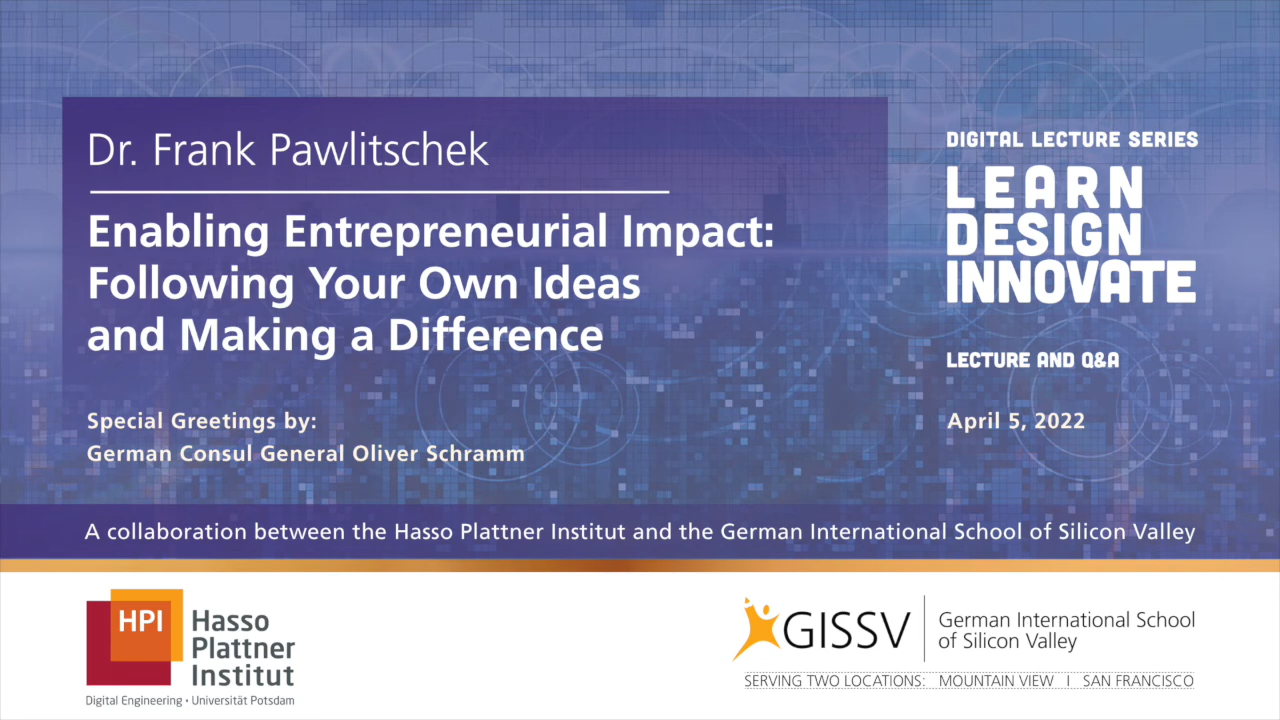 Dr. Frank Pawlitschek
Enabling Entrepreneurial Impact:
Following Your Own Ideas
and Making a Difference
Special Greetings by:
German Consul General Oliver Schramm
DIGITAL LECTURE SERIES
LEARN
DESIGN
INNOVATE
LECTURE AND Q&A
April 5, 2022
A collaboration between the Hasso Plattner Institut and the German International School of Silicon Valley
HPI
Hasso
Plattner
Institut
Digital Engineering • Universität Potsdam
GISSV
German International School
of Silicon Valley
SERVING TWO LOCATIONS: MOUNTAIN VIEW | SAN FRANCISCO